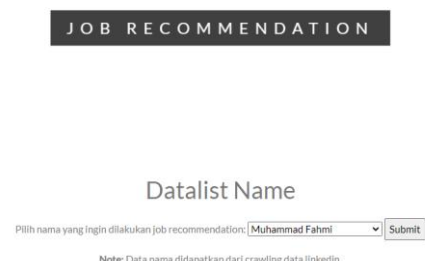 JOB RECOMMENDATION
Datalist Name
Pilih nama yang ingin dilakukan job recommendation: Muhammad Fahmi Submit
Note: Data nama didapatkan dari crawling data linkedin